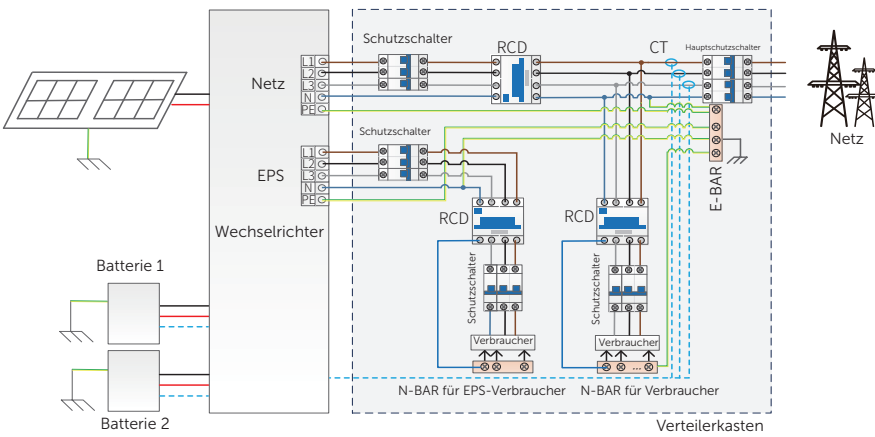 Schutzschalter
RCD
CT
Hauptschutzschalter
L1
L2
L3
N
PE
Netz
Netz
Schutzschalter
L1
L2
L3
N
PE
EPS
E-BAR
RCD
RCD
Wechselrichter
Schutzschalter
Schutzschalter
Batterie 1
Verbraucher
Verbraucher
...
N-BAR für EPS-Verbraucher
N-BAR für Verbraucher
Batterie 2
Verteilerkasten